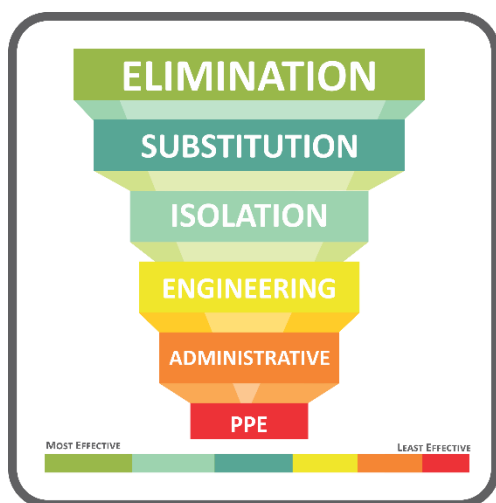 ELIMINATION
SUBSTITUTION
ISOLATION
ENGINEERING
ADMINISTRATIVE
PPE
MOST EFFECTIVE LEAST EFFECTIVE